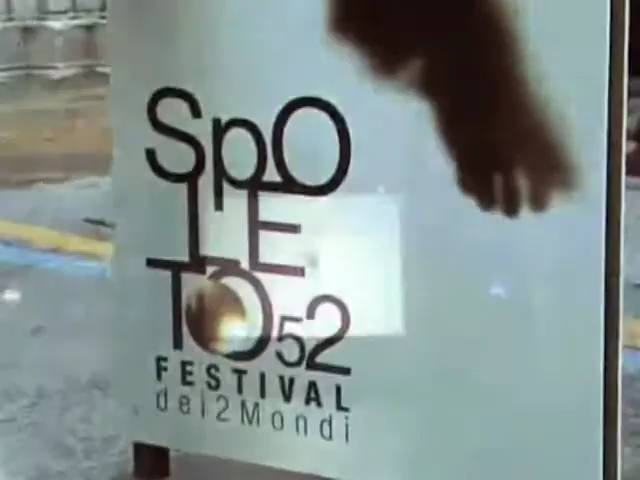 SpO
LE
TO52
FESTIVAL
dei2Mondi